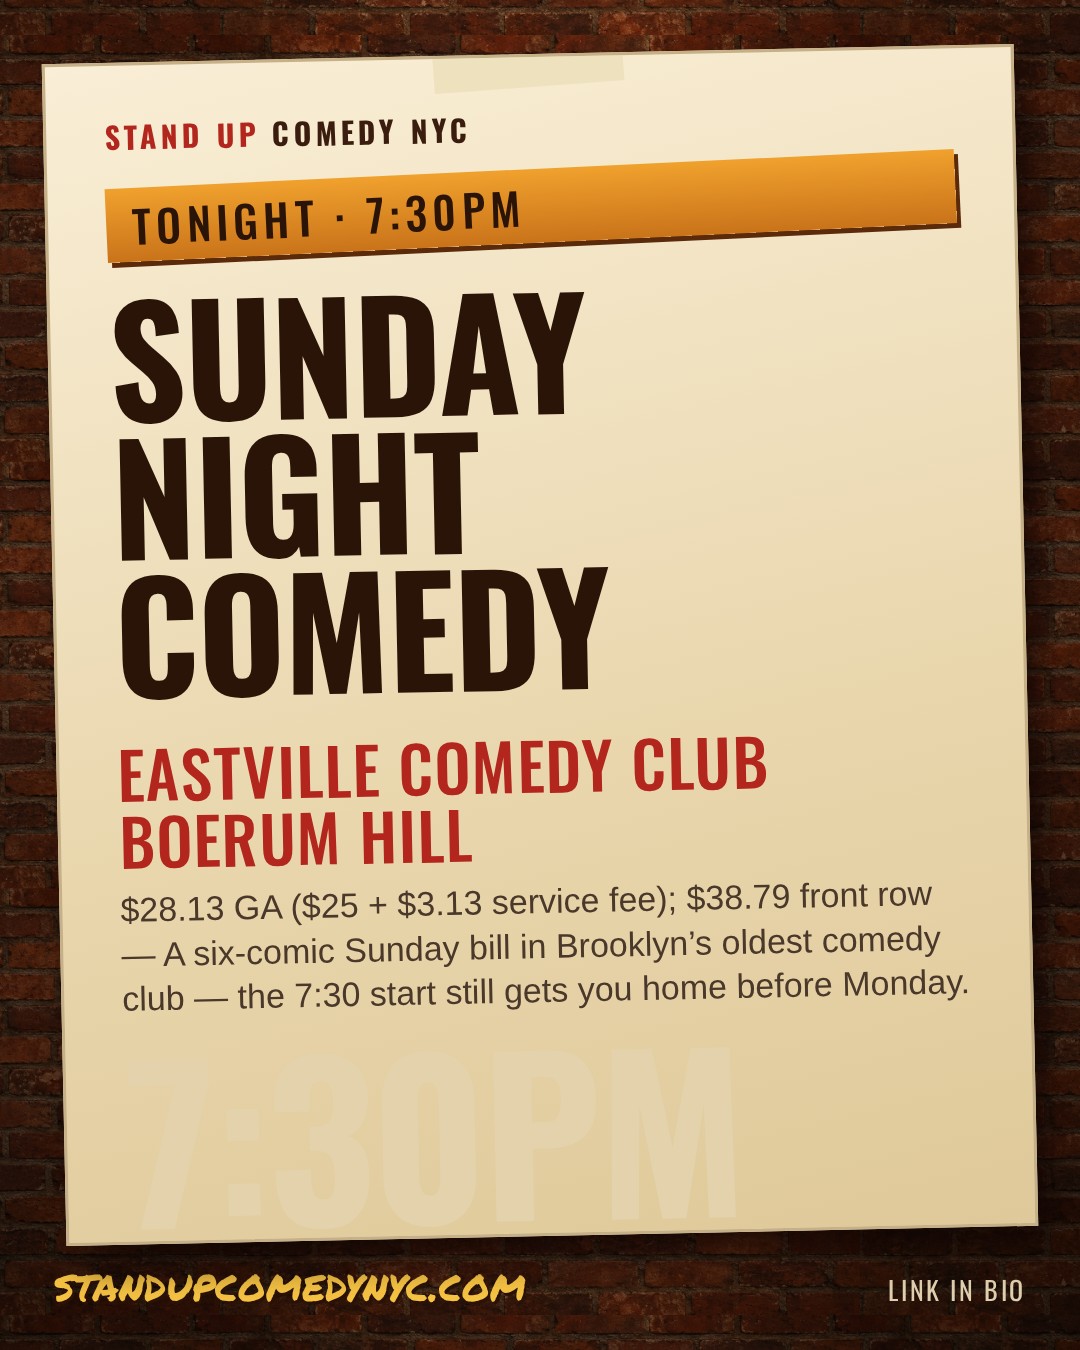 STAND UP COMEDY NYC
TONIGHT · 7:30PM
SUNDAY
NIGHT
COMEDY
EASTVILLE COMEDY CLUB
BOERUM HILL
$28.13 GA ($25 + $3.13 service fee); $38.79 front row
— A six-comic Sunday bill in Brooklyn’s oldest comedy
club — the 7:30 start still gets you home before Monday.
7:30PM
STANDUPCOMEDYNYC.COM
LINK IN BIO